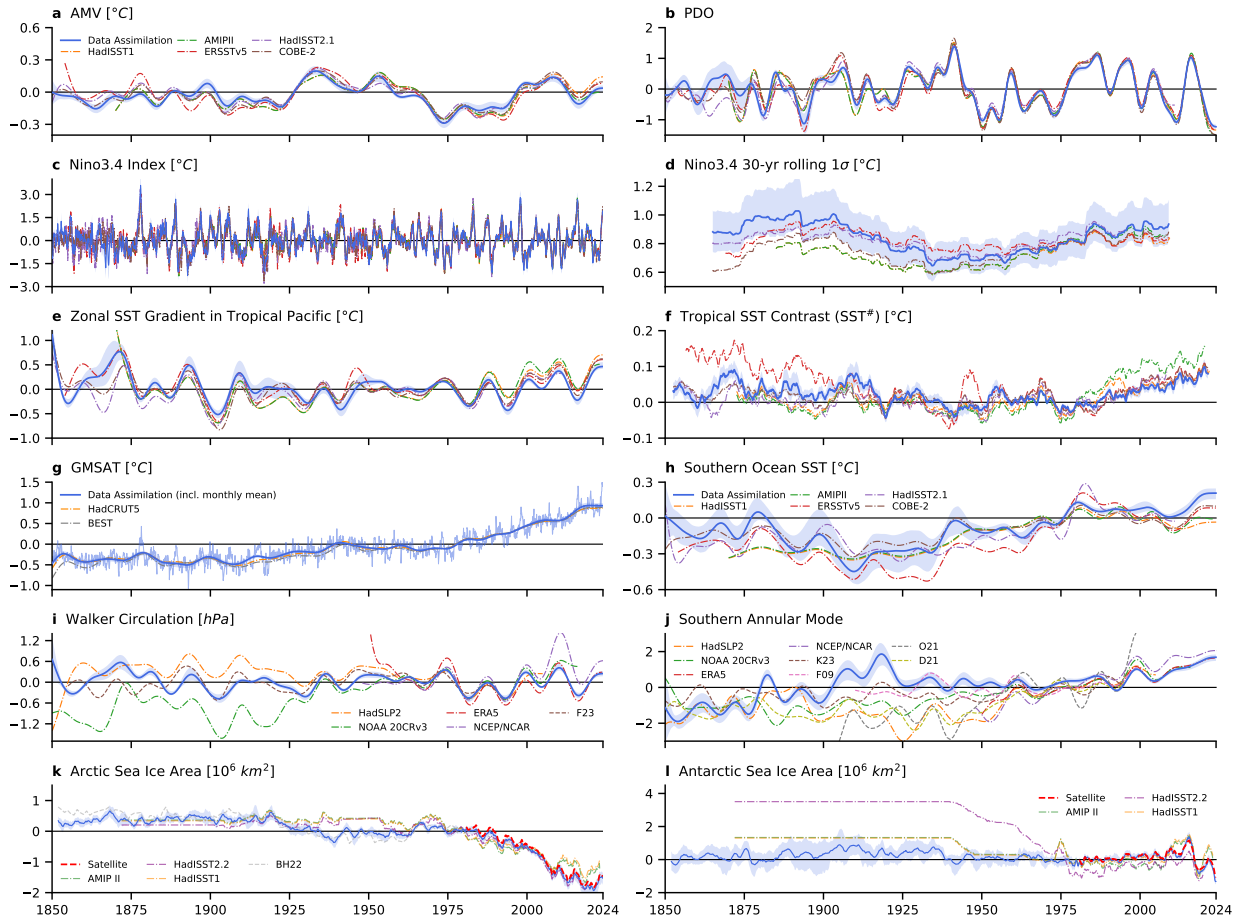 a AMV [°C]
0.6
0.3
0.0
−0.3
Data Assimilation
HadISST1
AMIPII
ERSSTv5
HadISST2.1
COBE-2
b PDO
2
1
0
−1
c Nino3.4 Index [°C]
3.0
1.5
0.0
−1.5
−3.0
d Nino3.4 30-yr rolling 1σ [°C]
1.2
1.0
0.8
0.6
e Zonal SST Gradient in Tropical Pacific [°C]
1.0
0.5
0.0
−0.5
−1.0
f Tropical SST Contrast (SST#) [°C]
0.2
0.1
0.0
−0.1
g GMSAT [°C]
1.5
1.0
0.5
0.0
−0.5
−1.0
Data Assimilation (incl. monthly mean)
HadCRUT5
BEST
h Southern Ocean SST [°C]
0.3
0.0
−0.3
−0.6
Data Assimilation
HadISST1
AMIPII
ERSSTv5
HadISST2.1
COBE-2
i Walker Circulation [hPa]
1.2
0.6
0.0
−0.6
−1.2
HadSLP2
NOAA 20CRv3
ERA5
NCEP/NCAR
F23
j Southern Annular Mode
2
0
−2
HadSLP2
NOAA 20CRv3
ERA5
NCEP/NCAR
K23
F09
O21
D21
k Arctic Sea Ice Area [10⁶ km²]
1
0
−1
−2
Satellite
AMIP II
HadISST2.2
HadISST1
BH22
1850
1875
1900
1925
1950
1975
2000
2024
l Antarctic Sea Ice Area [10⁶ km²]
4
2
0
−2
Satellite
AMIP II
HadISST2.2
HadISST1
1850
1875
1900
1925
1950
1975
2000
2024